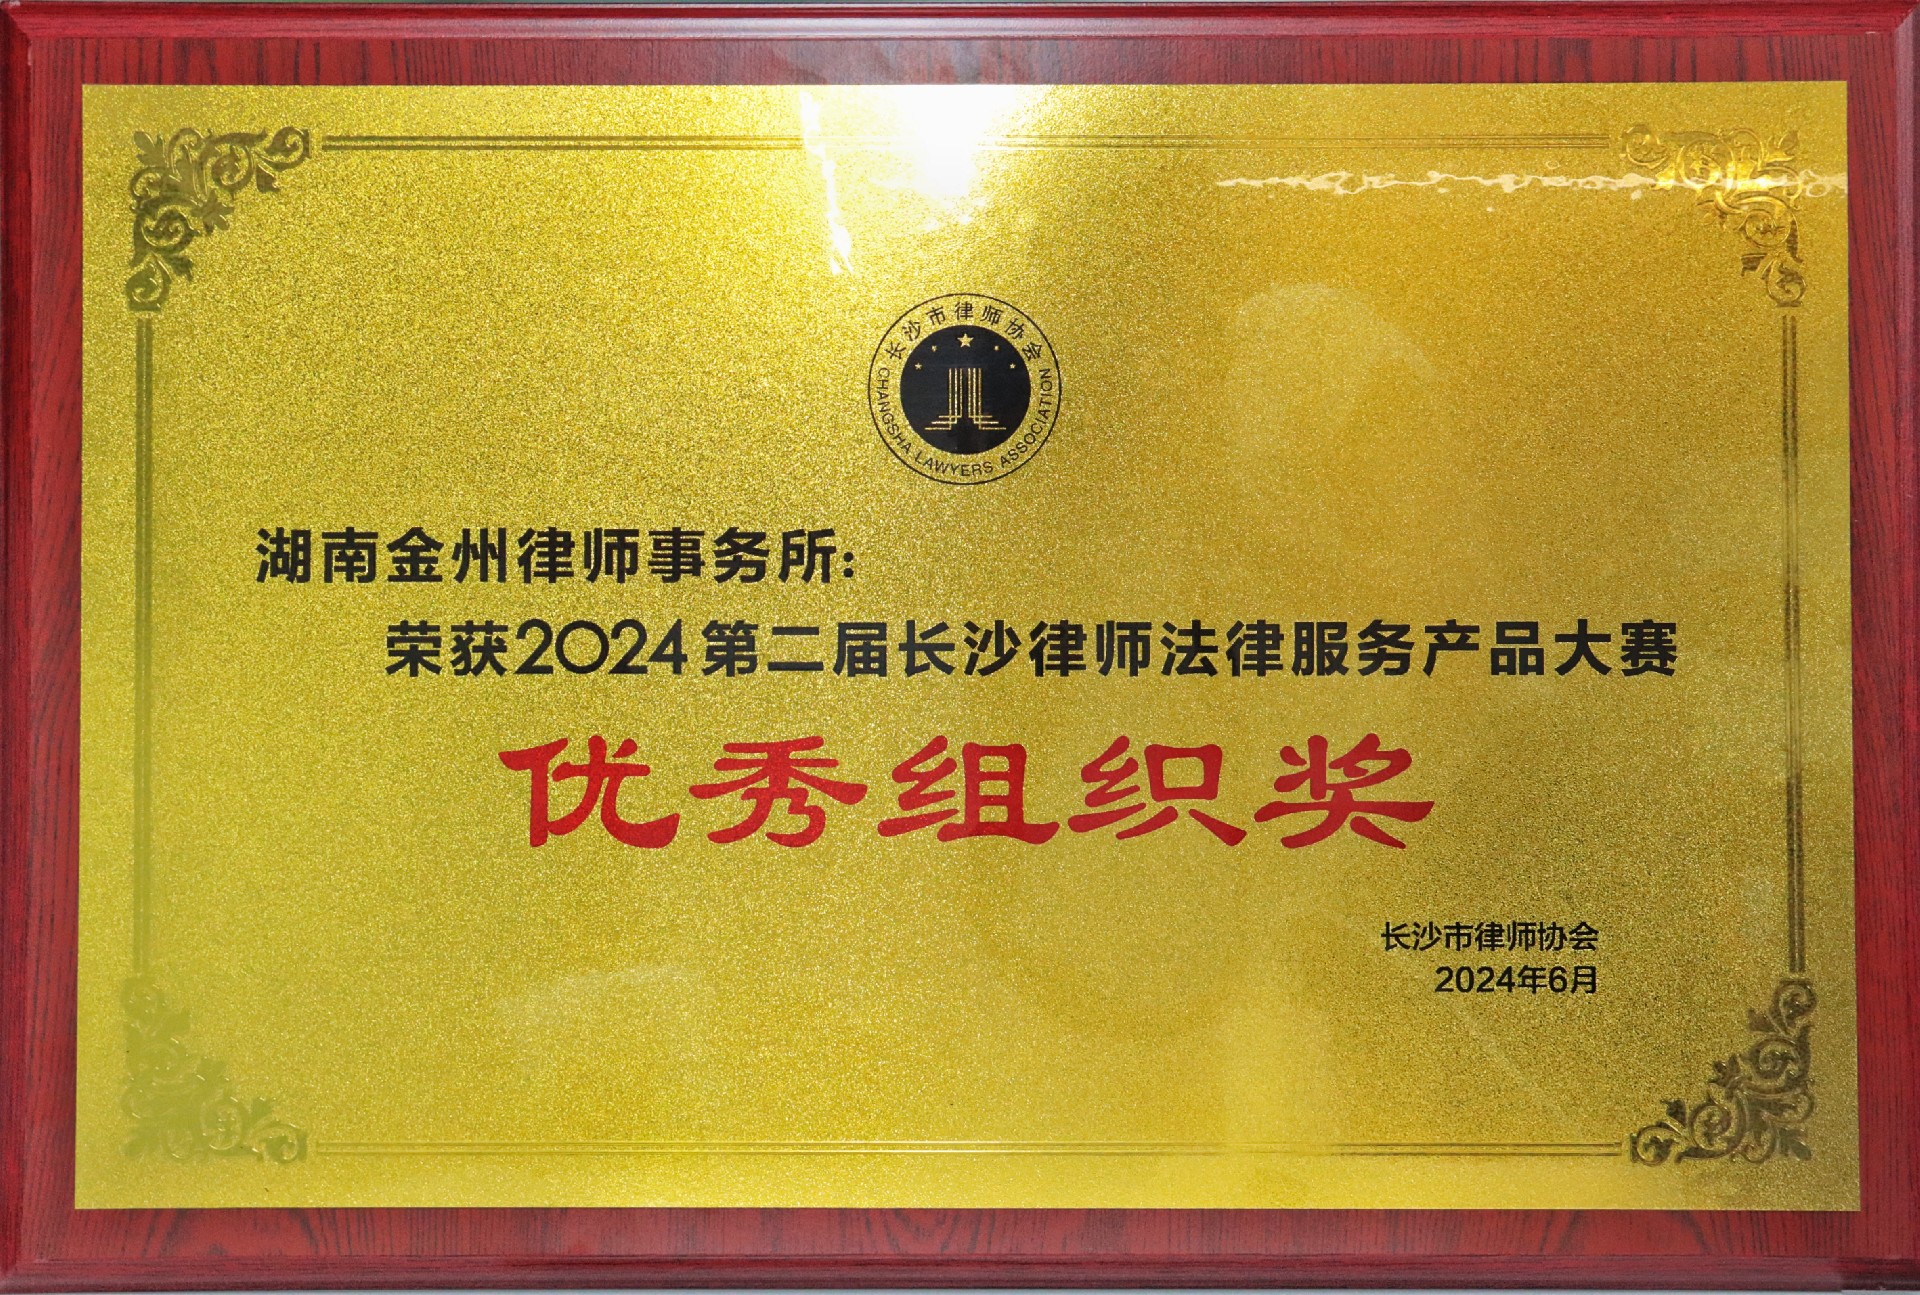 长沙市律师协会
CHANGSHA LAWYERS ASSOCIATION
湖南金州律师事务所:
荣获2024第二届长沙律师法律服务产品大赛
优秀组织奖
长沙市律师协会
2024年6月